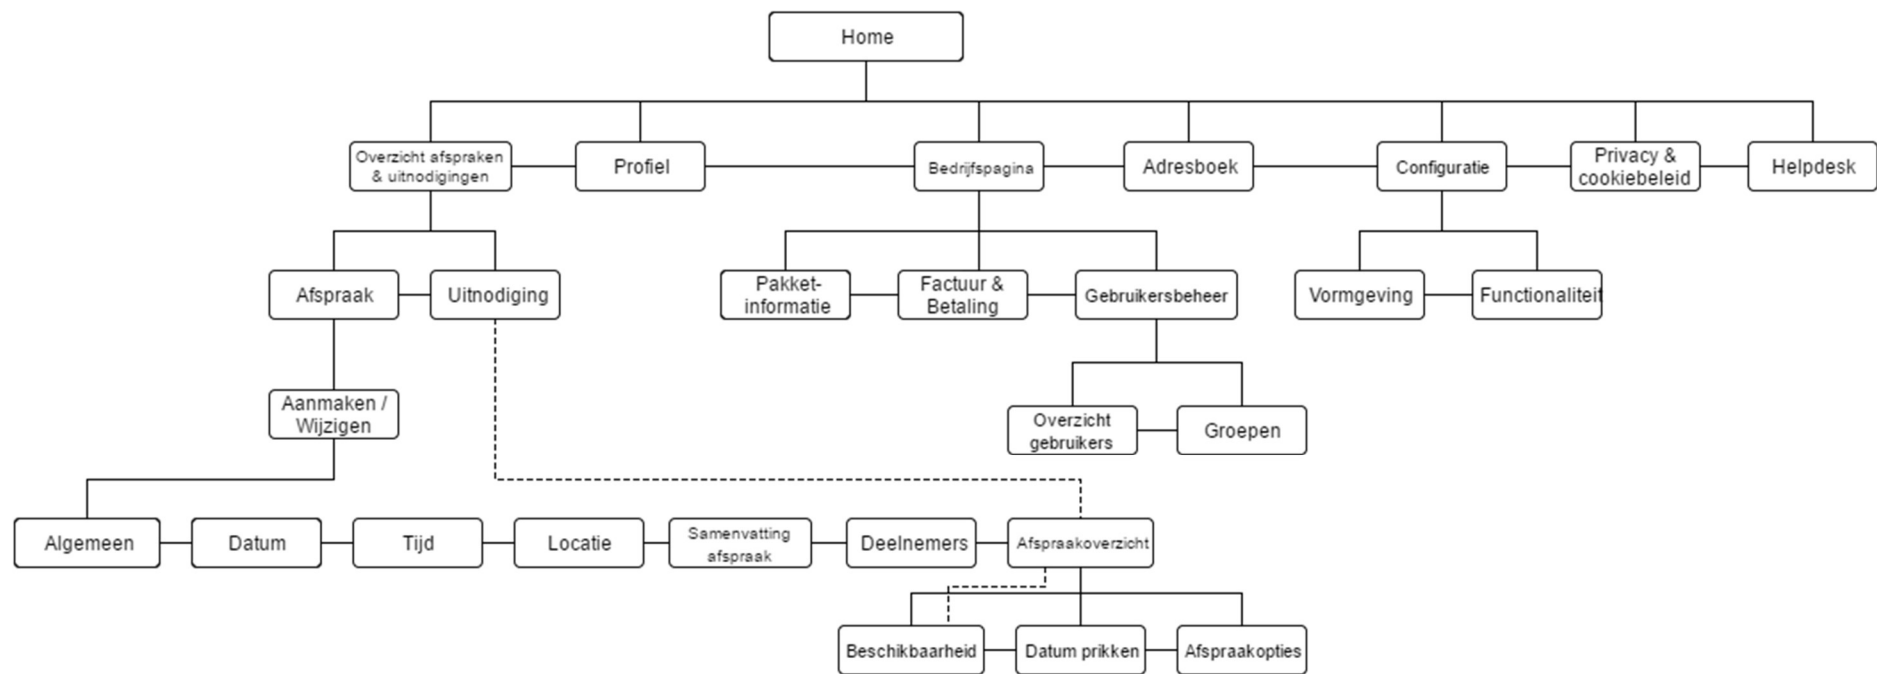 Home
Overzicht afspraken
& uitnodigingen
Profiel
Bedrijfspagina
Adresboek
Configuratie
Privacy &
cookiebeleid
Helpdesk
Afspraak
Uitnodiging
Pakket-
informatie
Factuur &
Betaling
Gebruikersbeheer
Vormgeving
Functionaliteit
Aanmaken /
Wijzigen
Overzicht
gebruikers
Groepen
Algemeen
Datum
Tijd
Locatie
Samenvatting
afspraak
Deelnemers
Afspraakoverzicht
Beschikbaarheid
Datum prikken
Afspraakopties